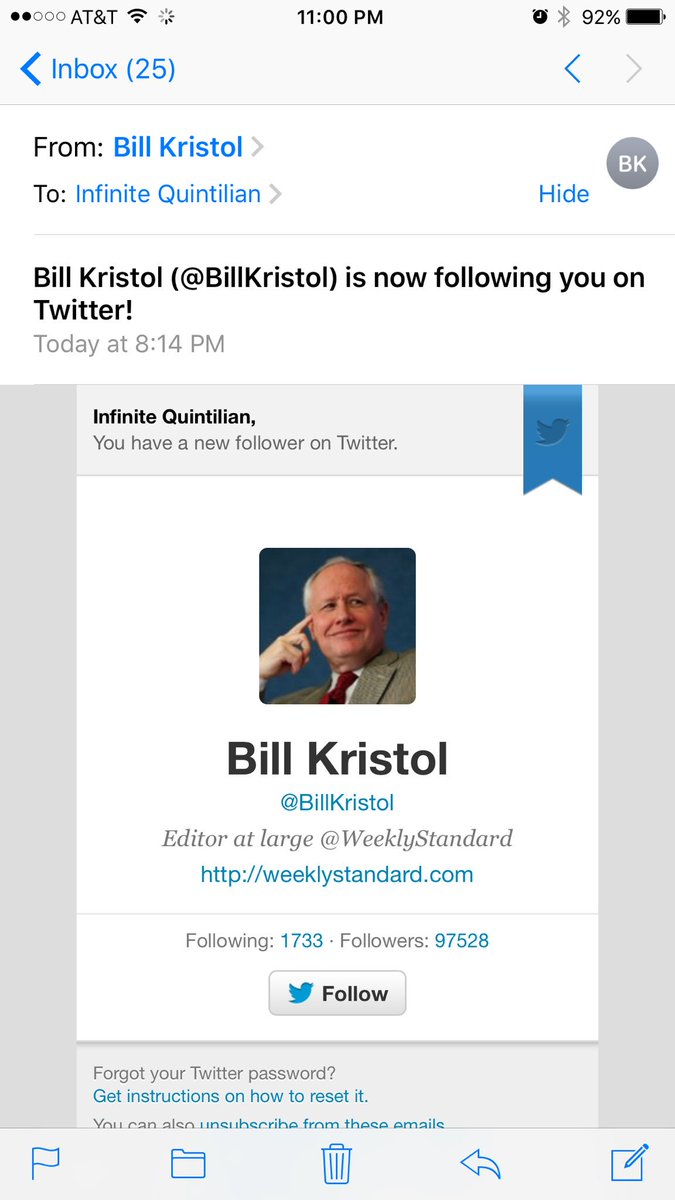 AT&T 11:00 PM 92%
Inbox (25)
From: Bill Kristol
BK
To: Infinite Quintilian Hide
Bill Kristol (@BillKristol) is now following you on
Twitter!
Today at 8:14 PM
Infinite Quintilian,
You have a new follower on Twitter.
Bill Kristol
@BillKristol
Editor at large @WeeklyStandard
http://weeklystandard.com
Following: 1733 · Followers: 97528
Follow
Forgot your Twitter password?
Get instructions on how to reset it.
You can also unsubscribe from these emails